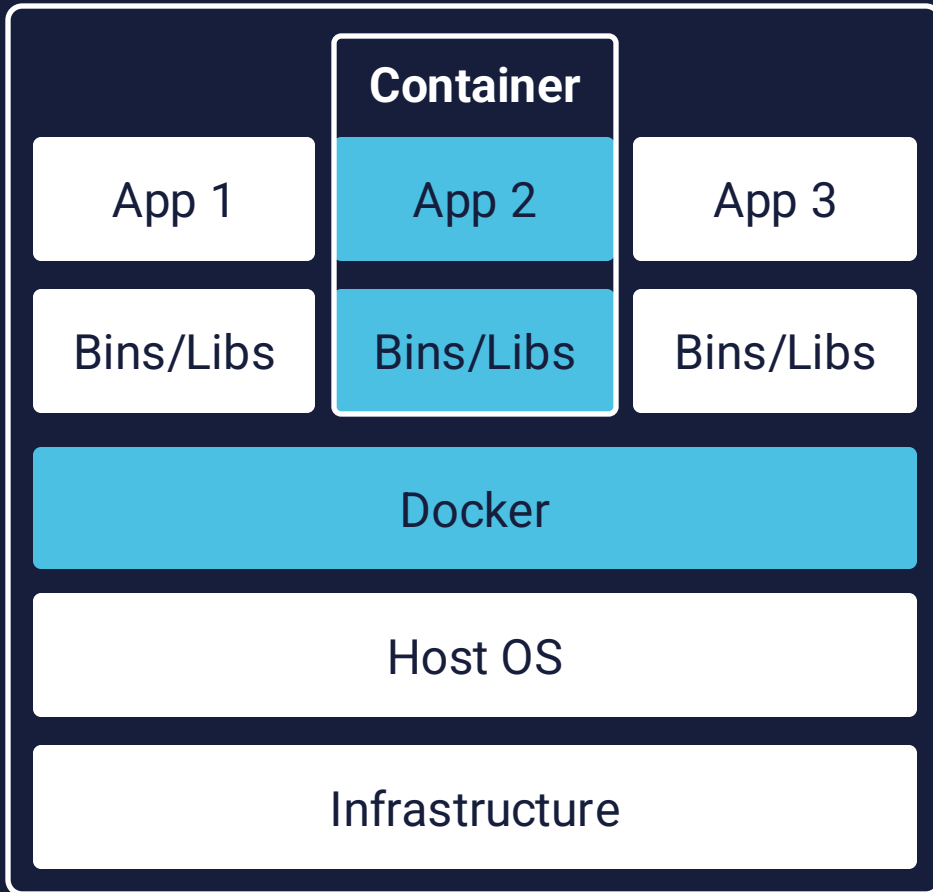 Container
App 1
App 2
App 3
Bins/Libs
Bins/Libs
Bins/Libs
Docker
Host OS
Infrastructure